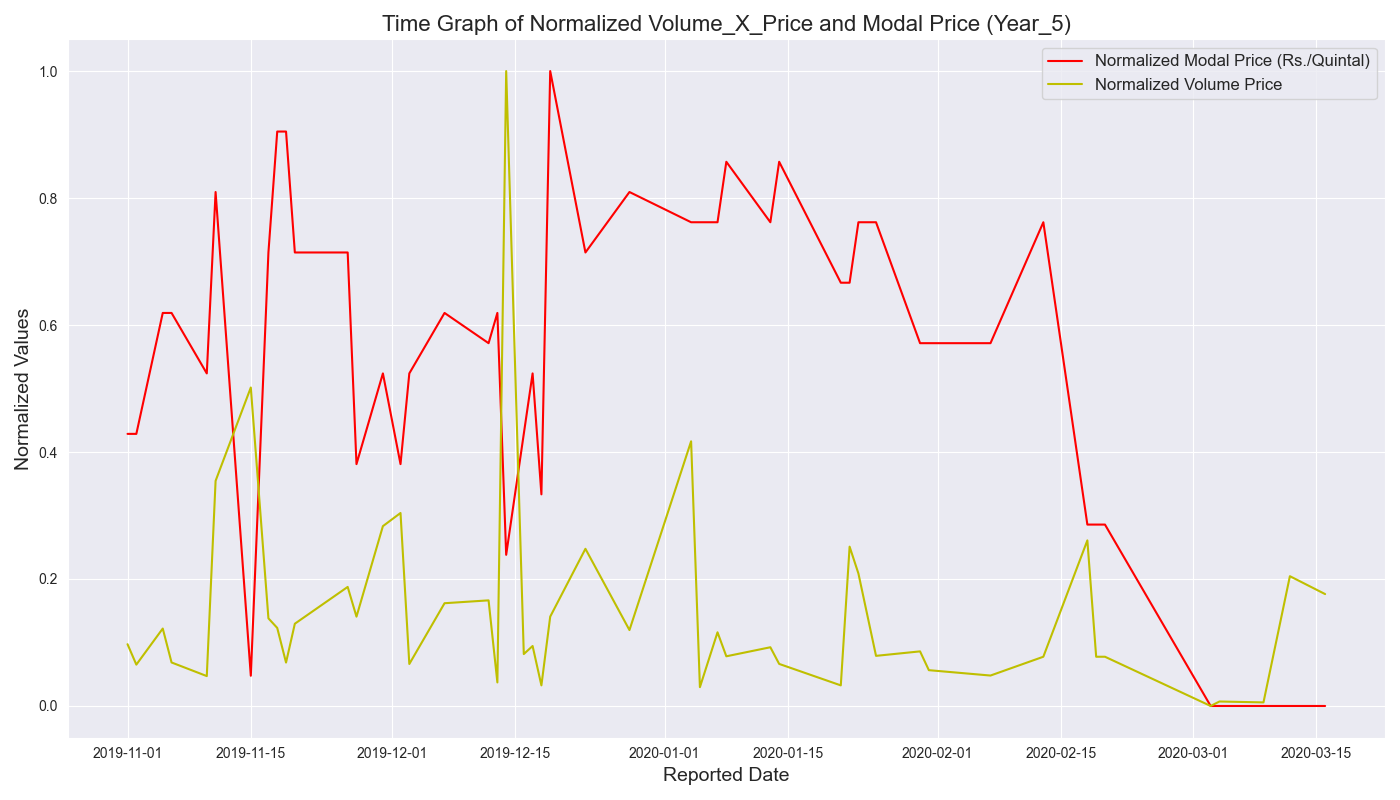 Time Graph of Normalized Volume_X_Price and Modal Price (Year_5)
Normalized Modal Price (Rs./Quintal)
Normalized Volume Price
Normalized Values
1.0
0.8
0.6
0.4
0.2
0.0
2019-11-01 2019-11-15 2019-12-01 2019-12-15 2020-01-01 2020-01-15 2020-02-01 2020-02-15 2020-03-01 2020-03-15
Reported Date